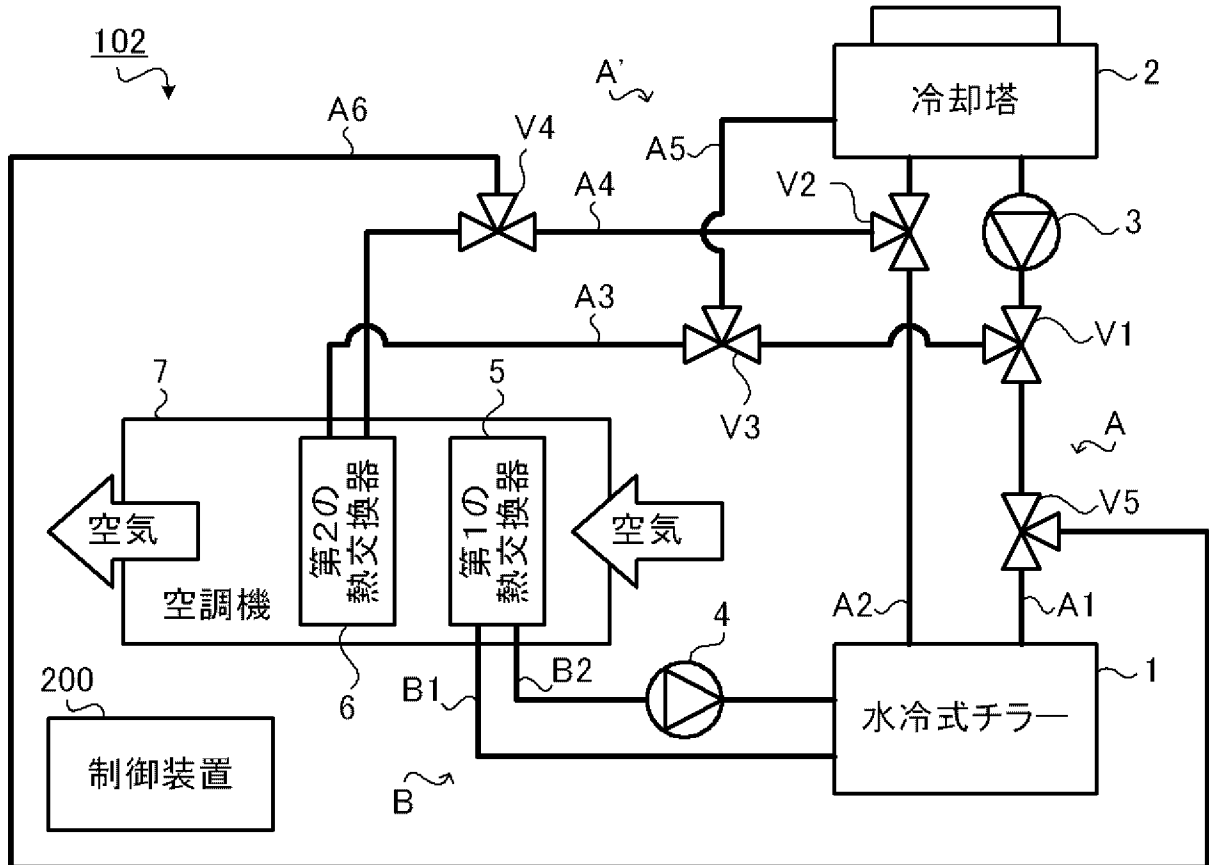 102
A'
2
冷却塔
A6
V4
A5
A4
V2
3
A3
V1
7
5
V3
A
第2の
熱交換器
第1の
熱交換器
空気
空気
V5
空調機
A2
A1
4
200
6
B1
B2
1
水冷式チラー
制御装置
B